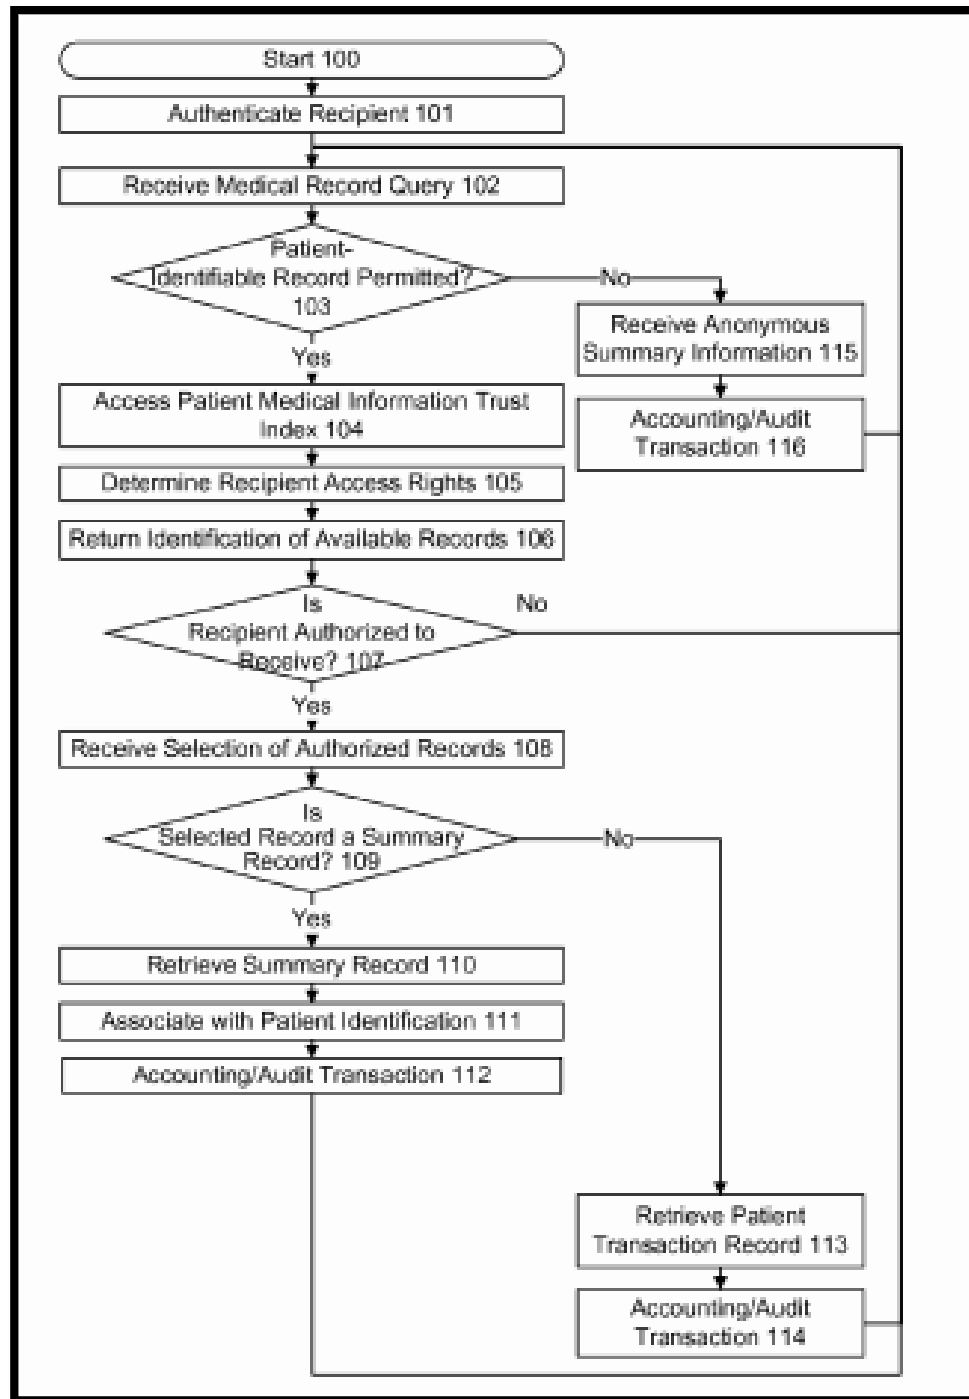 Start 100
Authenticate Recipient 101
Receive Medical Record Query 102
Patient-
Identifiable Record Permitted?
103
No
Yes
Receive Anonymous
Summary Information 115
Access Patient Medical Information Trust
Index 104
Accounting/Audit
Transaction 116
Determine Recipient Access Rights 105
Return Identification of Available Records 106
Is
Recipient Authorized to
Receive? 107
No
Yes
Receive Selection of Authorized Records 108
Is
Selected Record a Summary
Record? 109
No
Yes
Retrieve Summary Record 110
Associate with Patient Identification 111
Accounting/Audit Transaction 112
Retrieve Patient
Transaction Record 113
Accounting/Audit
Transaction 114